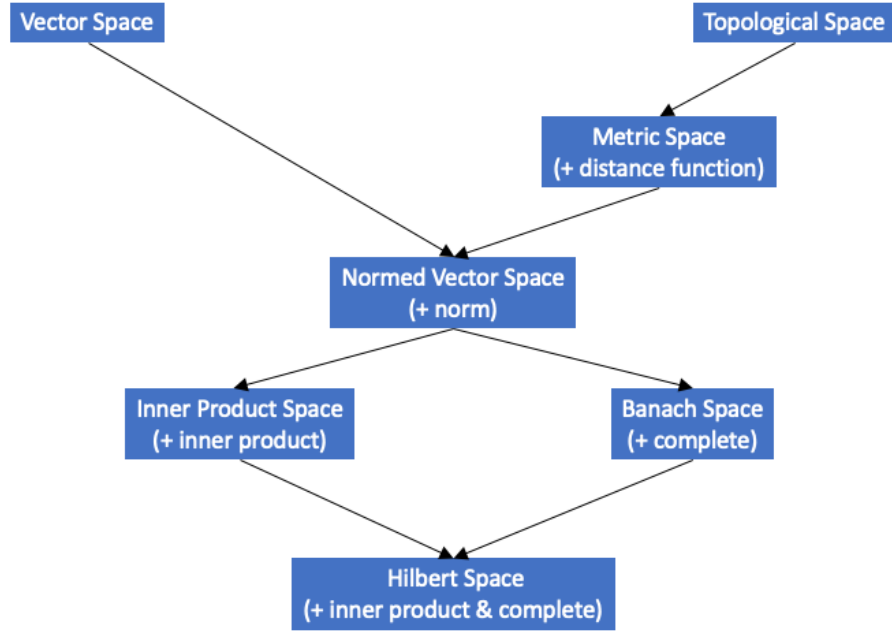 Vector Space
Topological Space
Metric Space
(+ distance function)
Normed Vector Space
(+ norm)
Inner Product Space
(+ inner product)
Banach Space
(+ complete)
Hilbert Space
(+ inner product & complete)